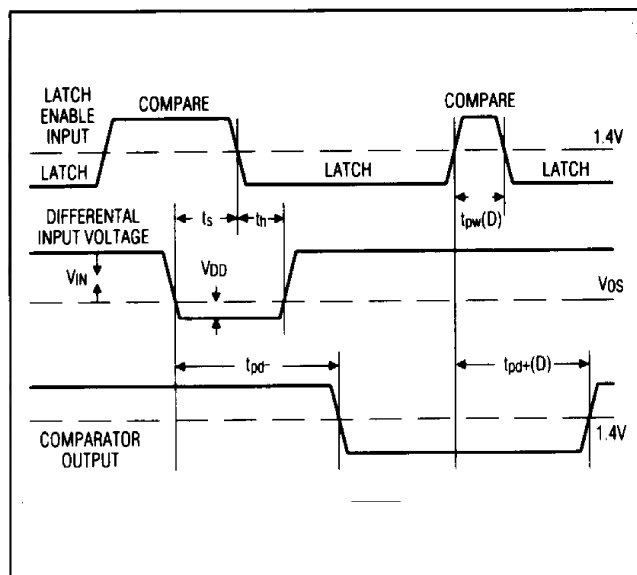 LATCH
ENABLE
INPUT
COMPARE
COMPARE
1.4V
LATCH
LATCH
LATCH
DIFFERENTAL
INPUT VOLTAGE
ts
th
tpw(D)
VIN
VDD
VOS
tpd-
tpd+(D)
1.4V
COMPARATOR
OUTPUT